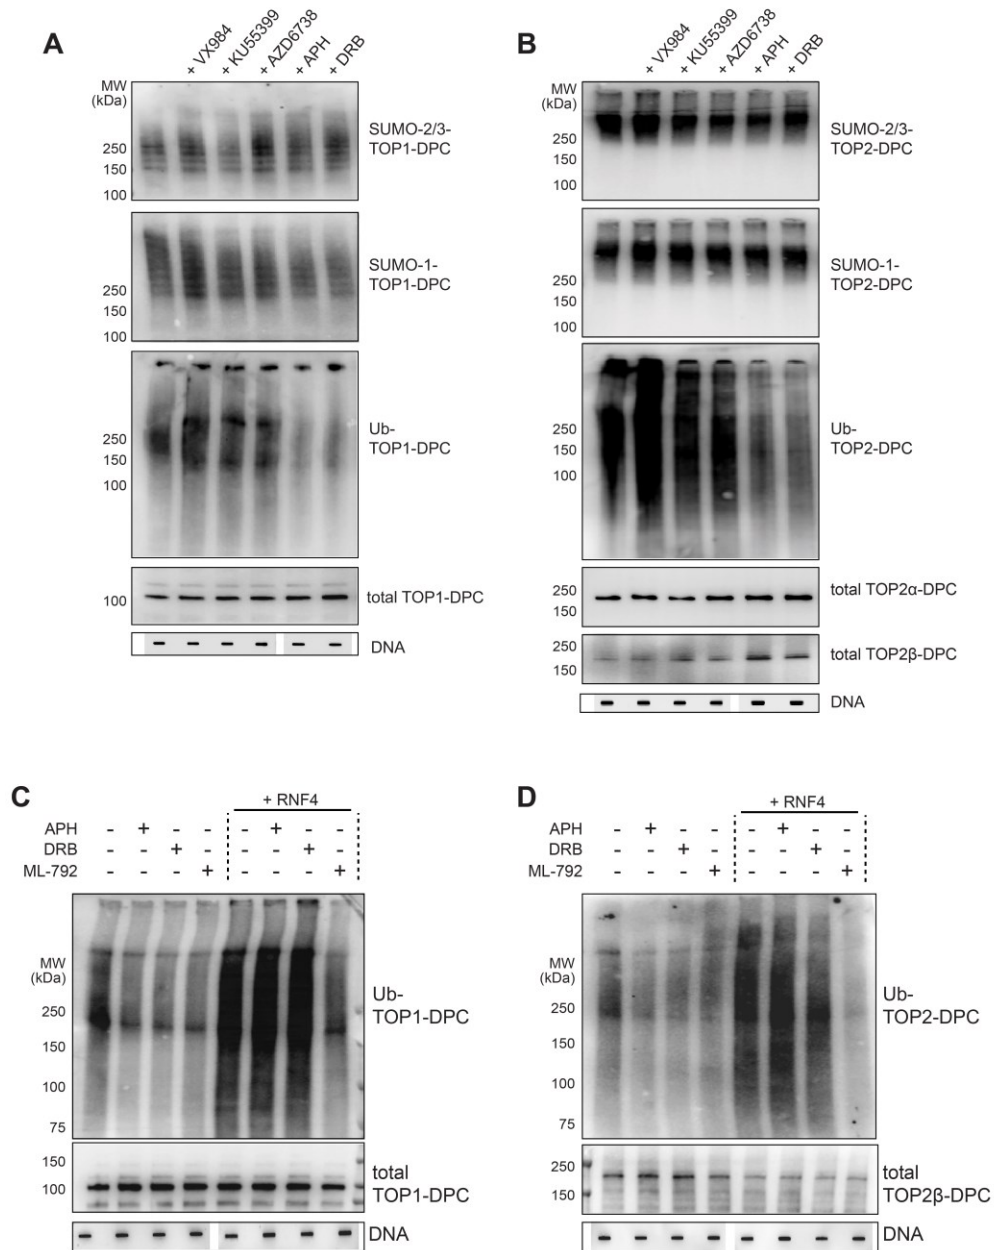 A
+ VX984
+ KU55399
+ AZD6738
+ APH
+ DRB
MW
(kDa)
250
150
100
SUMO-2/3-
TOP1-DPC
250
150
100
SUMO-1-
TOP1-DPC
250
150
100
Ub-
TOP1-DPC
100
total TOP1-DPC
DNA
B
+ VX984
+ KU55399
+ AZD6738
+ APH
+ DRB
MW
(kDa)
250
150
100
SUMO-2/3-
TOP2-DPC
250
150
100
SUMO-1-
TOP2-DPC
250
150
100
Ub-
TOP2-DPC
250
150
total TOP2α-DPC
250
150
total TOP2β-DPC
DNA
C
+ RNF4
APH - + - - - + - -
DRB - - + - - - + -
ML-792 - - - + - - - +
MW
(kDa)
250
150
100
75
Ub-
TOP1-DPC
150
100
total
TOP1-DPC
DNA
D
+ RNF4
APH - + - - - + - -
DRB - - + - - - + -
ML-792 - - - + - - - +
MW
(kDa)
250
150
100
75
Ub-
TOP2-DPC
250
150
total
TOP2β-DPC
DNA